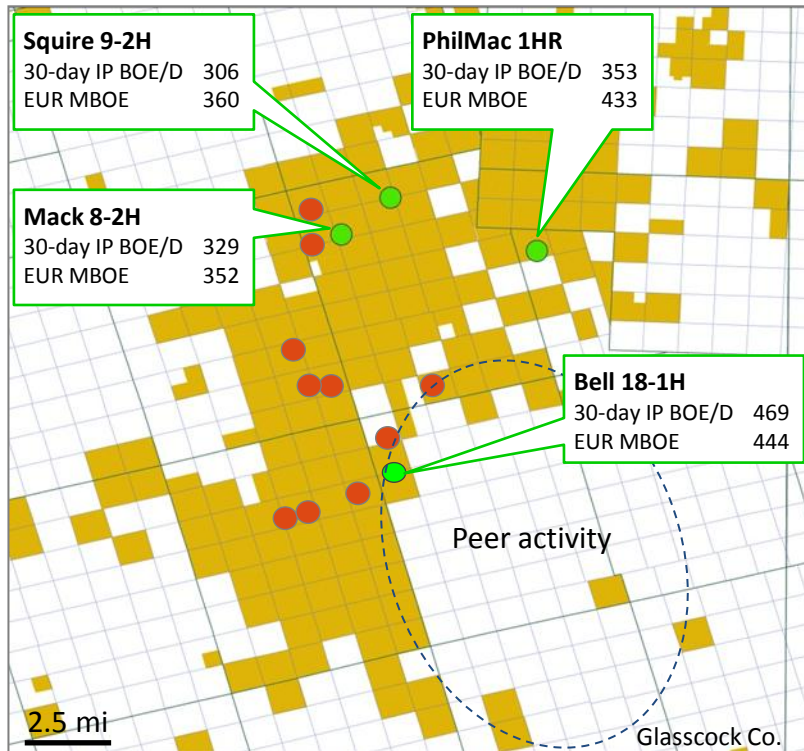 Squire 9-2H
30-day IP BOE/D 306
EUR MBOE 360
PhilMac 1HR
30-day IP BOE/D 353
EUR MBOE 433
Mack 8-2H
30-day IP BOE/D 329
EUR MBOE 352
Bell 18-1H
30-day IP BOE/D 469
EUR MBOE 444
Peer activity
2.5 mi
Glasscock Co.